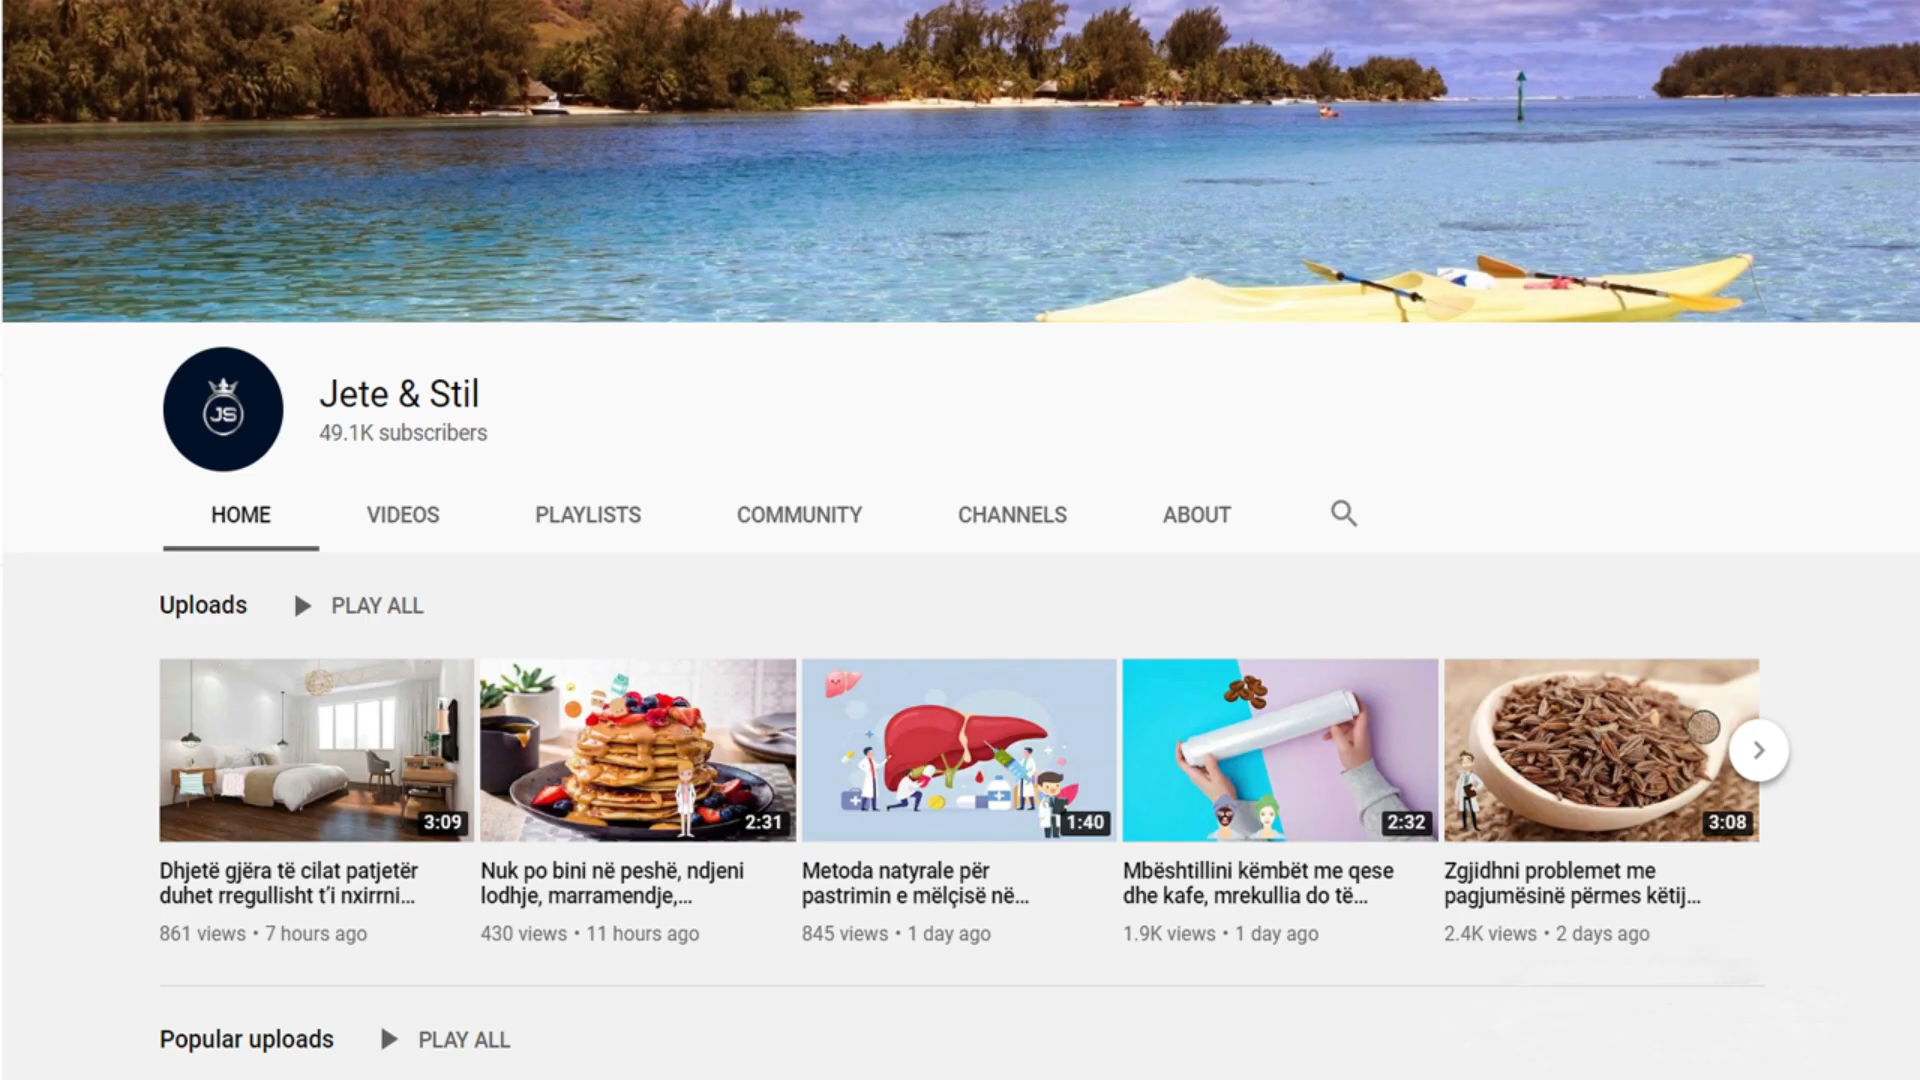 JS
Jete & Stil
49.1K subscribers
HOME VIDEOS PLAYLISTS COMMUNITY CHANNELS ABOUT
Uploads PLAY ALL
3:09 2:31 1:40 2:32 3:08
Dhjetë gjëra të cilat patjetër
duhet rregullisht t’i nxirrni...
861 views • 7 hours ago
Nuk po bini në peshë, ndjeni
lodhje, marramendje,...
430 views • 11 hours ago
Metoda natyrale për
pastrimin e mëlçisë në...
845 views • 1 day ago
Mbështillini këmbët me qese
dhe kafe, mrekullia do të...
1.9K views • 1 day ago
Zgjidhni problemet me
pagjumësinë përmes këtij...
2.4K views • 2 days ago
Popular uploads PLAY ALL